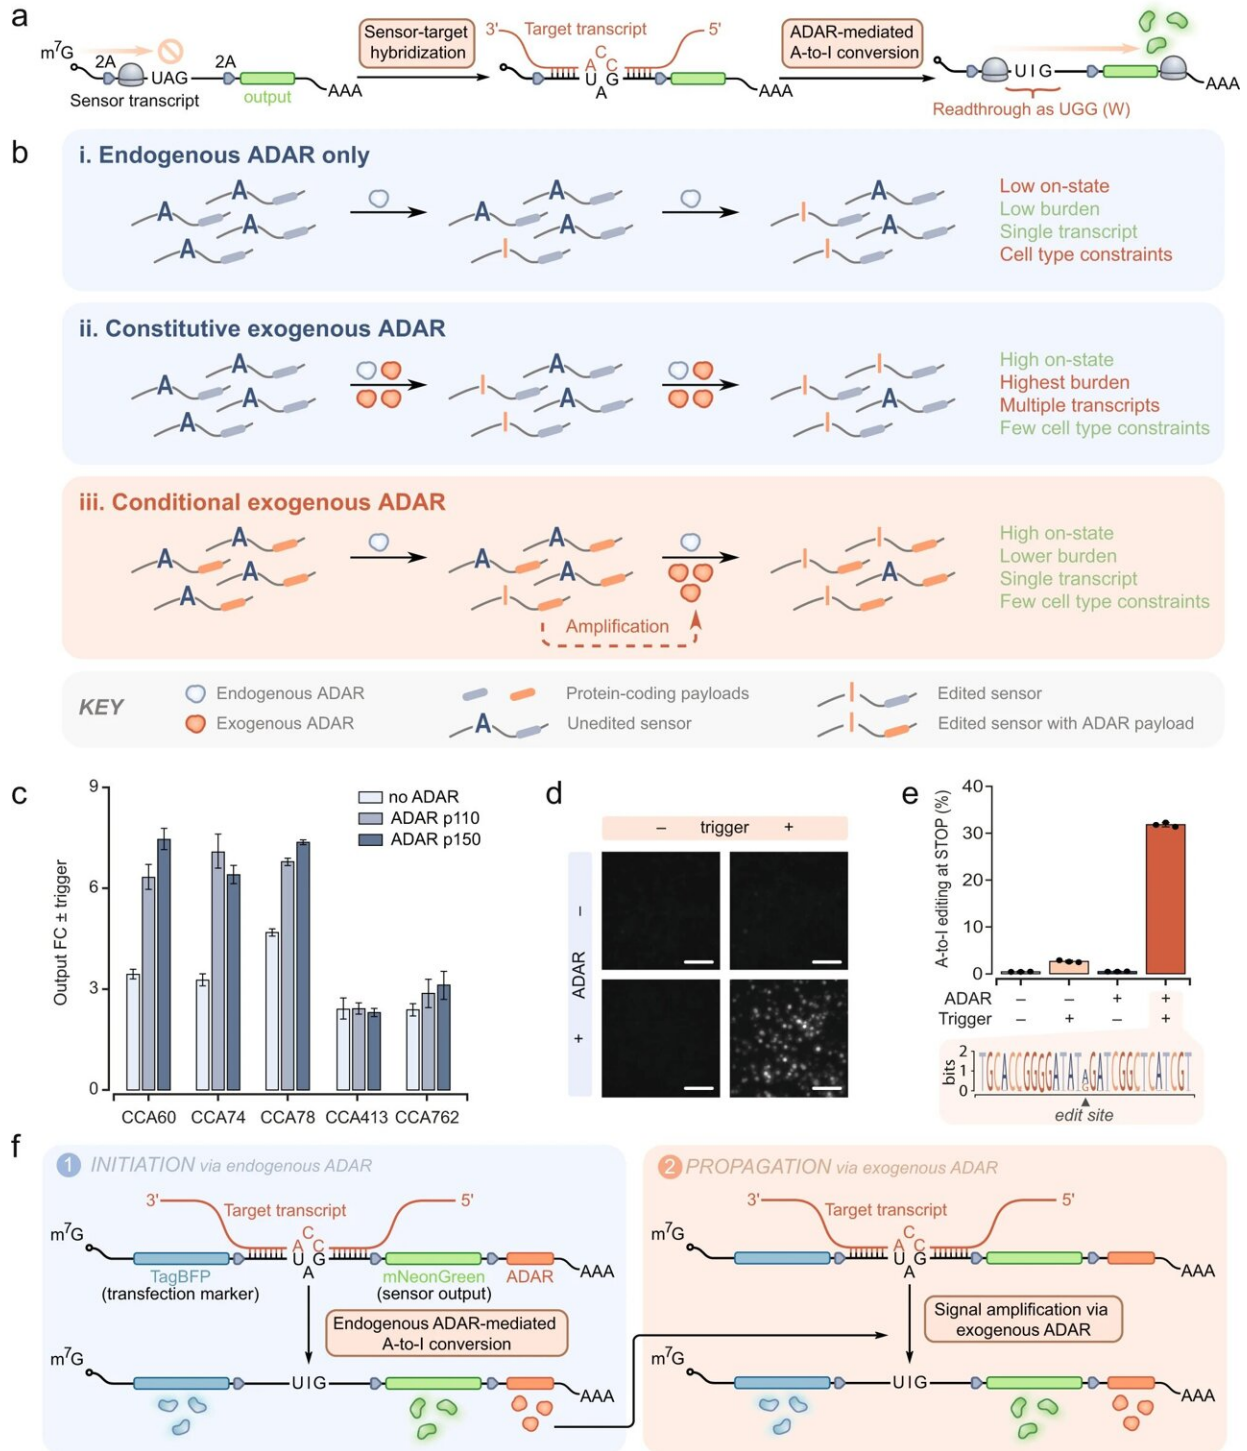 a
m7G
2A
UAG
2A
Sensor transcript
output
AAA
Sensor-target
hybridization
3'
Target transcript
5'
A C C
U G
A
AAA
ADAR-mediated
A-to-I conversion
UIG
AAA
Readthrough as UGG (W)
b
i. Endogenous ADAR only
A
A
A
A
A
A
A
I
A
I
A
I
Low on-state
Low burden
Single transcript
Cell type constraints
ii. Constitutive exogenous ADAR
A
A
A
A
A
I
A
I
I
I
A
I
High on-state
Highest burden
Multiple transcripts
Few cell type constraints
iii. Conditional exogenous ADAR
A
A
A
A
A
A
A
I
I
I
A
I
Amplification
High on-state
Lower burden
Single transcript
Few cell type constraints
KEY
Endogenous ADAR
Exogenous ADAR
Protein-coding payloads
A
Unedited sensor
I
Edited sensor
I
Edited sensor with ADAR payload
c
Output FC ± trigger
9
6
3
0
no ADAR
ADAR p110
ADAR p150
CCA60 CCA74 CCA78 CCA413 CCA762
d
– trigger +
ADAR
–
+
e
A-to-I editing at STOP (%)
40
30
20
10
0
ADAR – – + +
Trigger – + – +
bits
2
1
0
TGCACCGGGGATATAGATCGGCTCATCGT
G
edit site
f
1 INITIATION via endogenous ADAR
3'
Target transcript
5'
m7G
A C C
U G
A
TagBFP
(transfection marker)
mNeonGreen
(sensor output)
ADAR
AAA
Endogenous ADAR-mediated
A-to-I conversion
m7G
UIG
AAA
2 PROPAGATION via exogenous ADAR
3'
Target transcript
5'
m7G
A C C
U G
A
AAA
Signal amplification via
exogenous ADAR
m7G
UIG
AAA